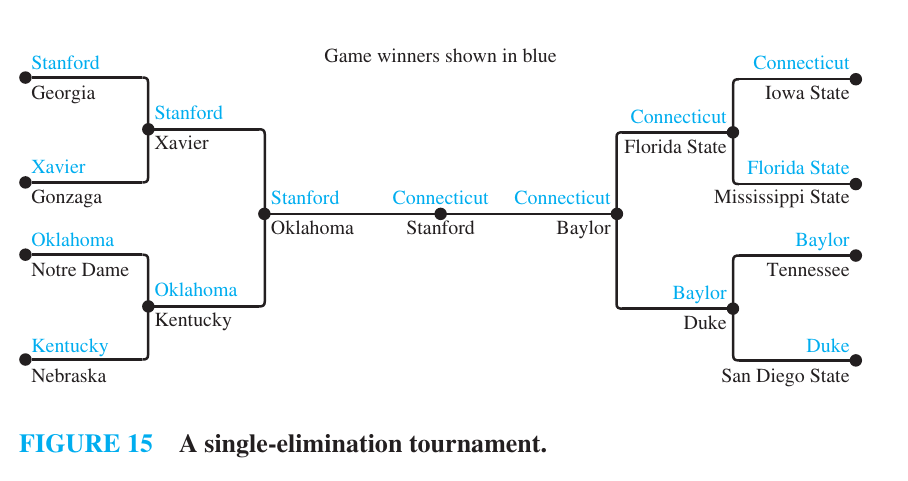 Game winners shown in blue
Stanford
Georgia
Stanford
Xavier
Xavier
Gonzaga
Stanford
Oklahoma
Oklahoma
Notre Dame
Oklahoma
Kentucky
Kentucky
Nebraska
Connecticut
Stanford
Connecticut
Baylor
Connecticut
Florida State
Connecticut
Iowa State
Florida State
Mississippi State
Baylor
Duke
Baylor
Tennessee
Duke
San Diego State
FIGURE 15 A single-elimination tournament.